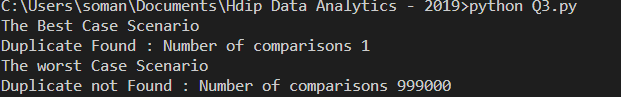 C:\Users\soman\Documents\Hdip Data Analytics - 2019>python Q3.py
The Best Case Scenario
Duplicate Found : Number of comparisons 1
The worst Case Scenario
Duplicate not Found : Number of comparisons 999000